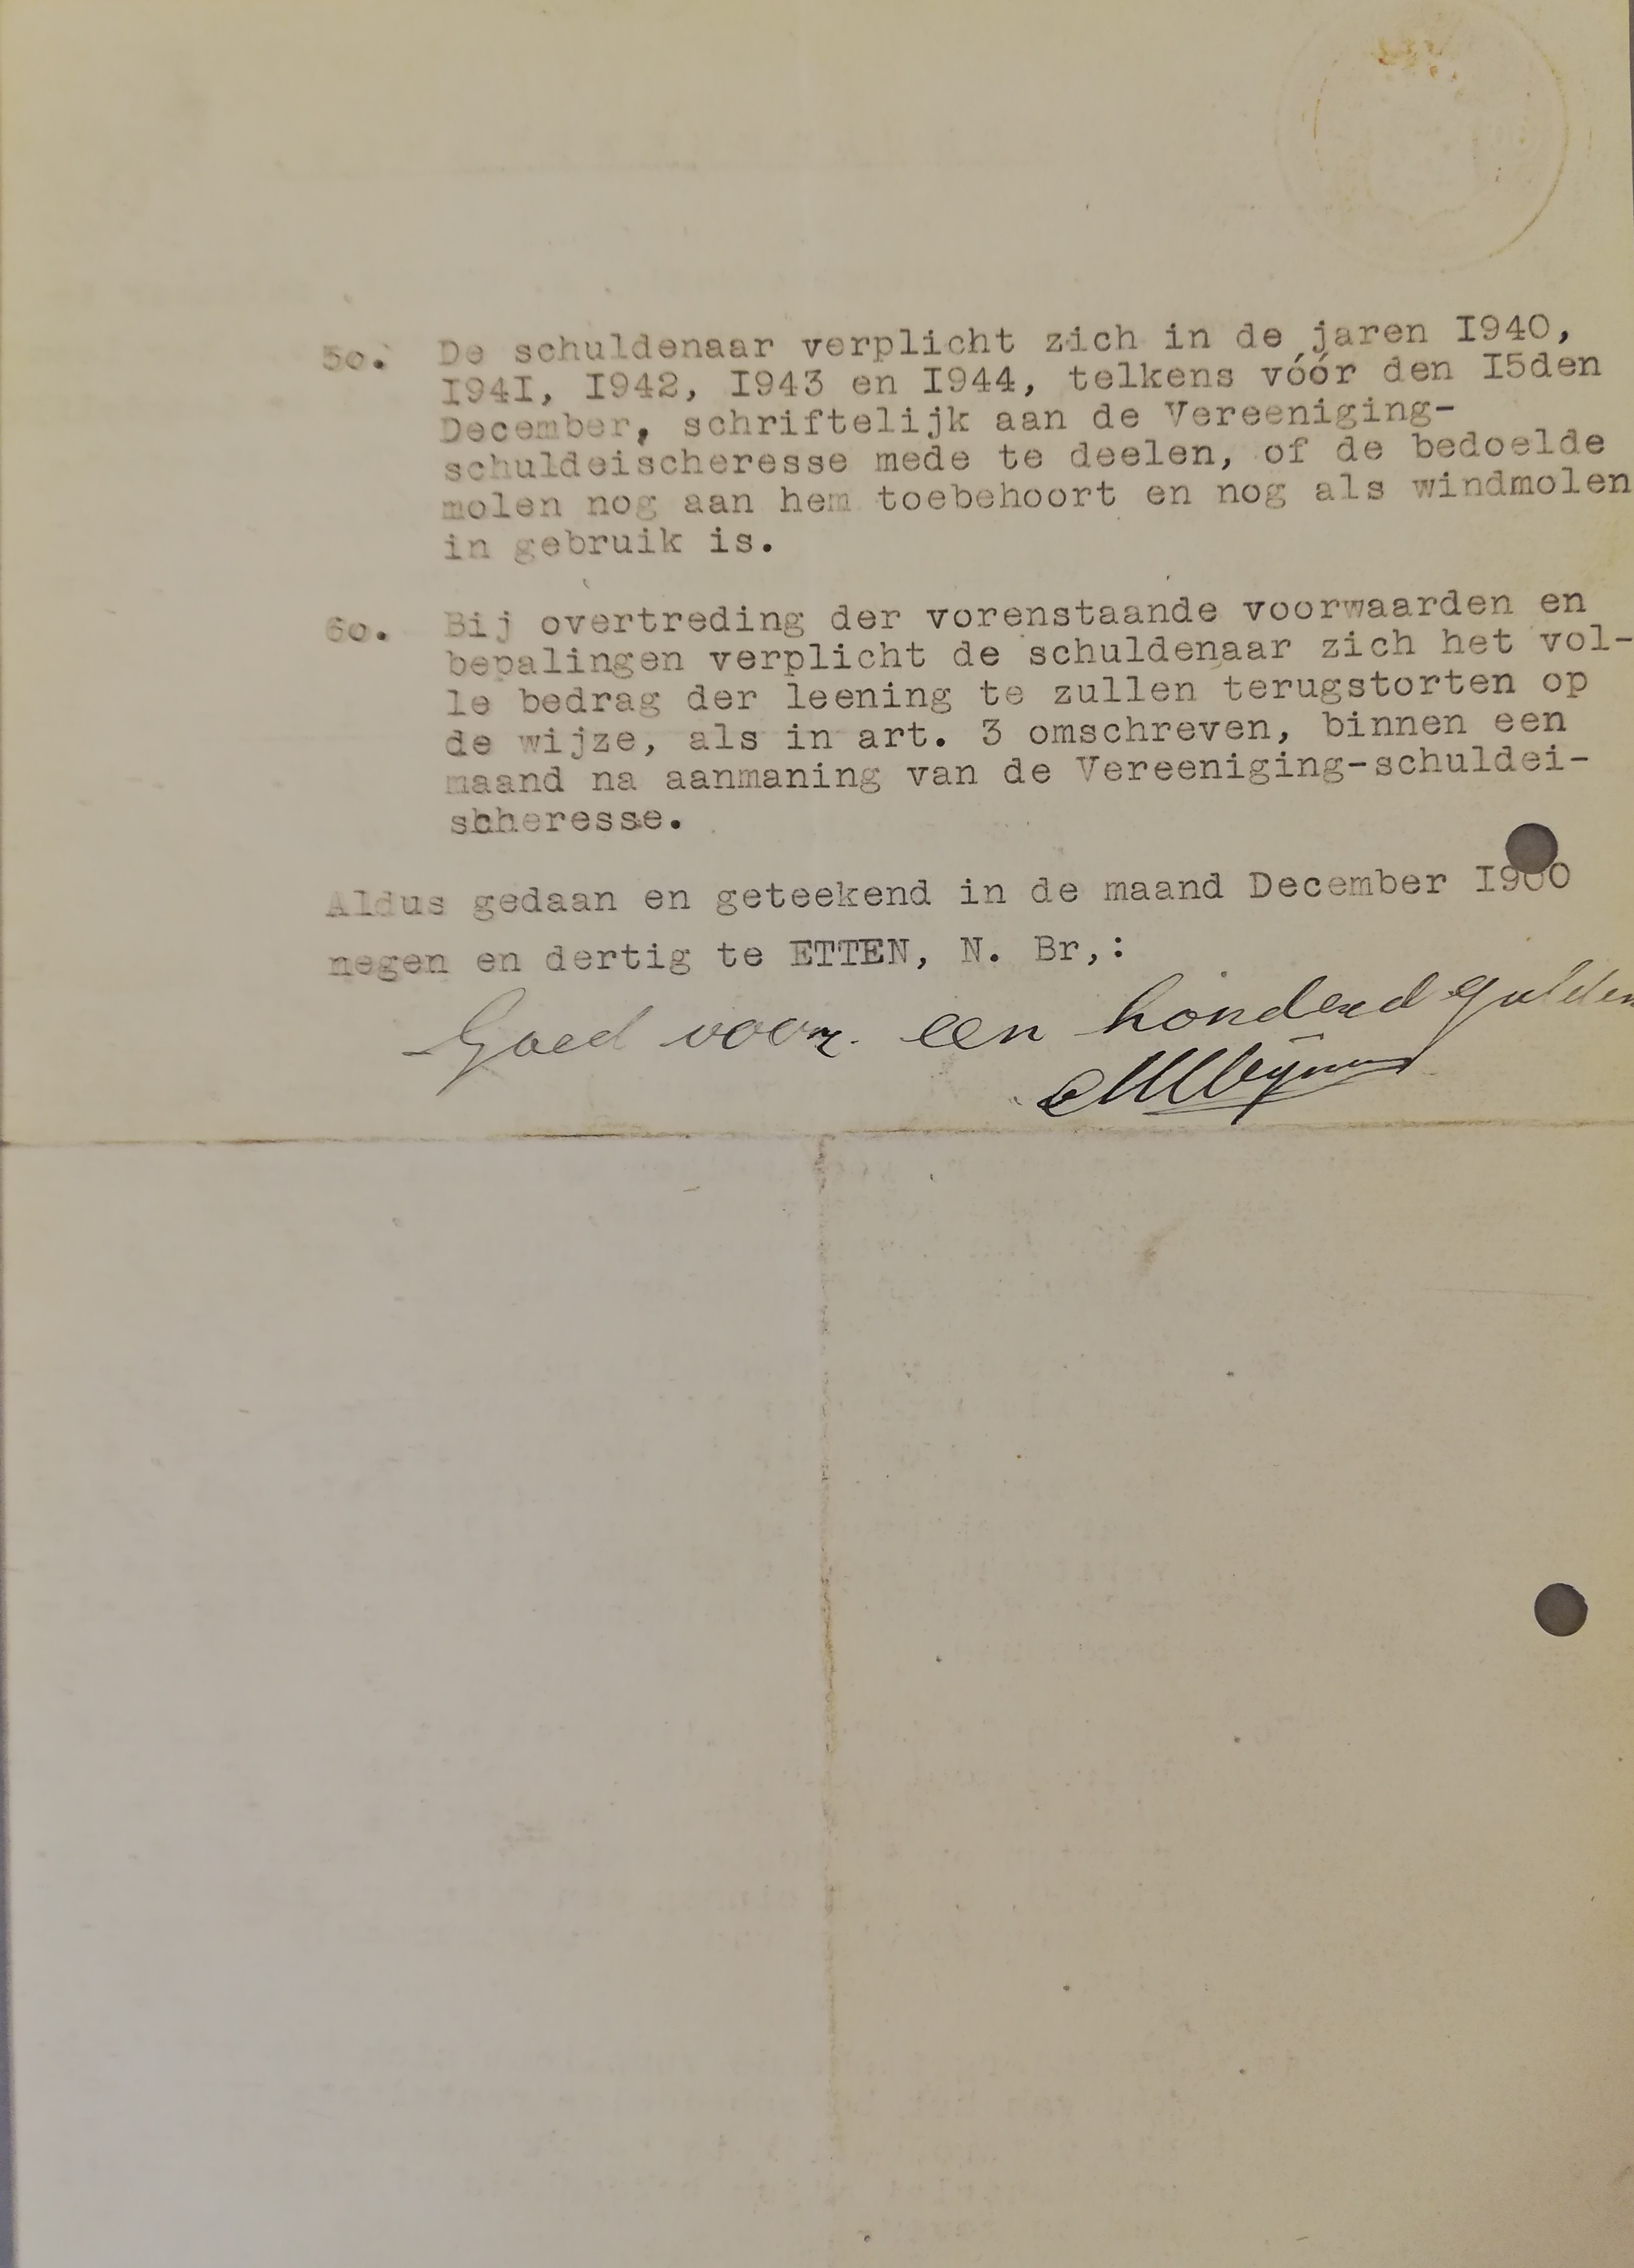 5o. De schuldenaar verplicht zich in de jaren I940,
I94I, I942, I943 en I944, telkens vóór den I5den
December, schriftelijk aan de Vereeniging-
schuldeischeresse mede te deelen, of de bedoelde
molen nog aan hem toebehoort en nog als windmolen
in gebruik is.
6o. Bij overtreding der vorenstaande voorwaarden en
bepalingen verplicht de schuldenaar zich het vol-
le bedrag der leening te zullen terugstorten op
de wijze, als in art. 3 omschreven, binnen een
maand na aanmaning van de Vereeniging-schuldei-
scheresse.
Aldus gedaan en geteekend in de maand December I900
negen en dertig te ETTEN, N. Br,:
Goed voor. een honderd gulden